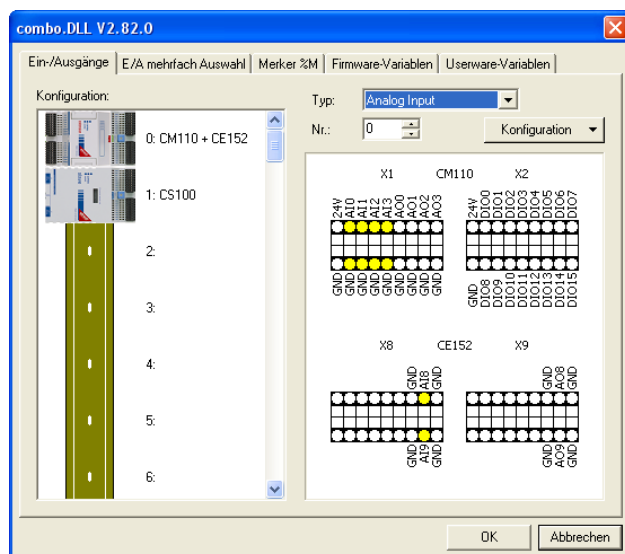 combo.DLL V2.82.0
Ein-/Ausgänge E/A mehrfach Auswahl Merker %M Firmware-Variablen Userware-Variablen
Konfiguration:
Typ: Analog Input
Nr.: 0 Konfiguration
0: CM110 + CE152
1: CS100
2:
3:
4:
5:
6:
X1 CM110 X2
24V AI0 AI1 AI2 AI3 AO0 AO1 AO2 AO3 24V DIO0 DIO1 DIO2 DIO3 DIO4 DIO5 DIO6 DIO7
GND GND GND GND GND GND GND GND GND GND DIO8 DIO9 DIO10 DIO11 DIO12 DIO13 DIO14 DIO15
X8 CE152 X9
GND AI8 GND GND AO8 GND
GND AI9 GND GND AO9 GND
OK Abbrechen